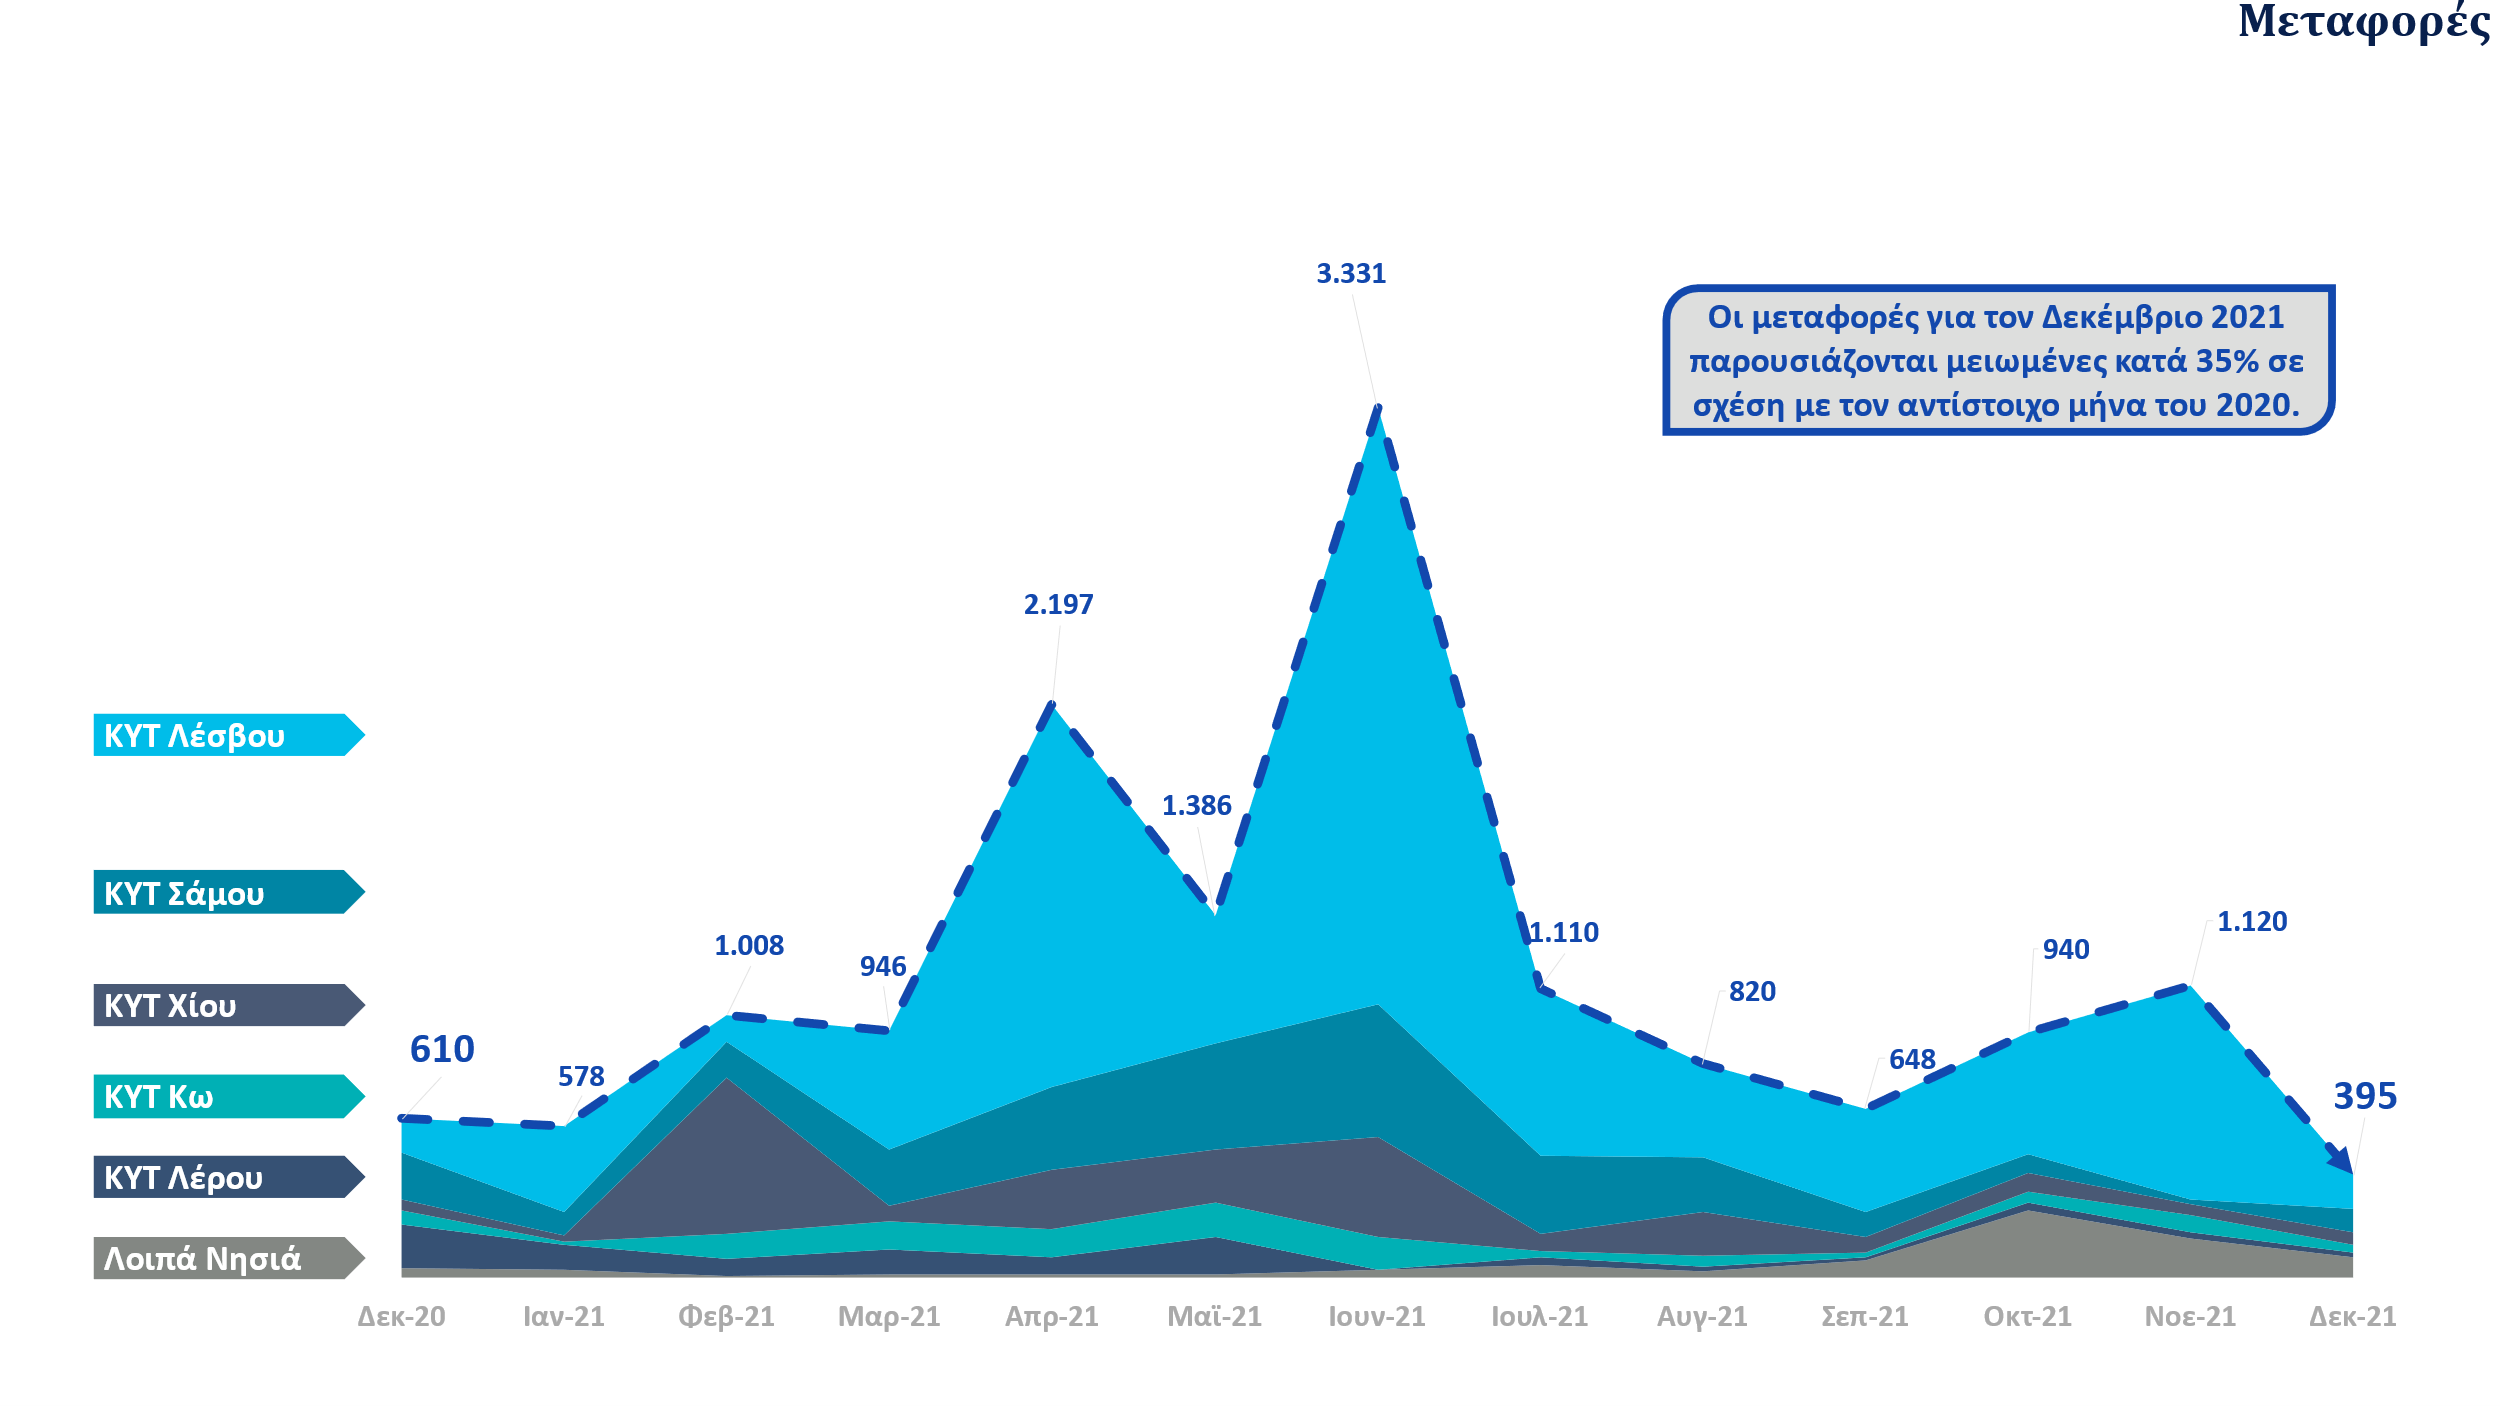 Μεταφορές
3.331
Οι μεταφορές για τον Δεκέμβριο 2021
παρουσιάζονται μειωμένες κατά 35% σε
σχέση με τον αντίστοιχο μήνα του 2020.
2.197
ΚΥΤ Λέσβου
1.386
ΚΥΤ Σάμου
1.008
946
1.110
820
940
1.120
ΚΥΤ Χίου
610
578
648
395
ΚΥΤ Κω
ΚΥΤ Λέρου
Λοιπά Νησιά
Δεκ-20 Ιαν-21 Φεβ-21 Μαρ-21 Απρ-21 Μαϊ-21 Ιουν-21 Ιουλ-21 Αυγ-21 Σεπ-21 Οκτ-21 Νοε-21 Δεκ-21